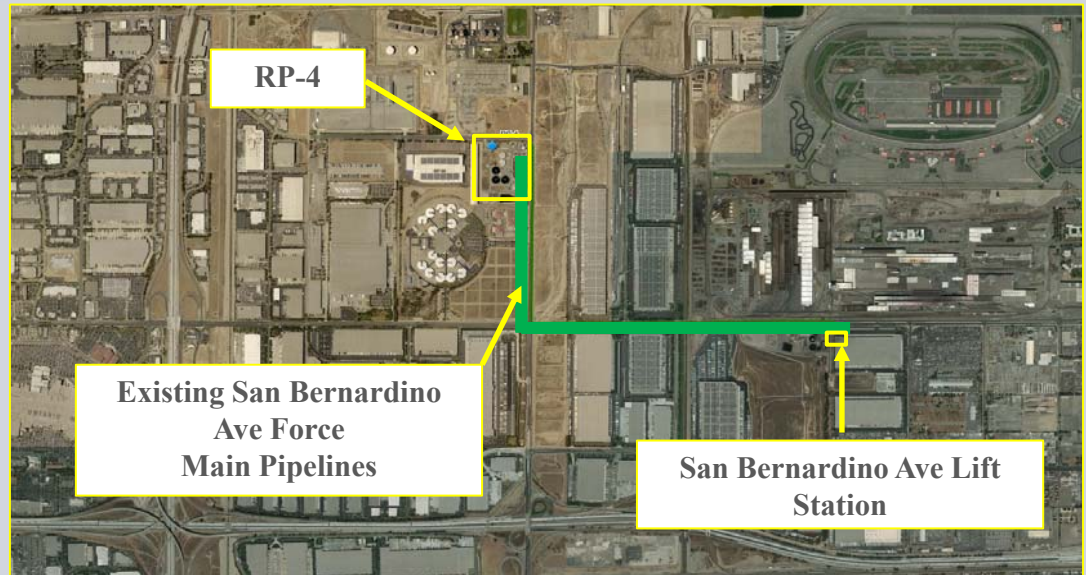 RP-4
Existing San Bernardino
Ave Force
Main Pipelines
San Bernardino Ave Lift
Station